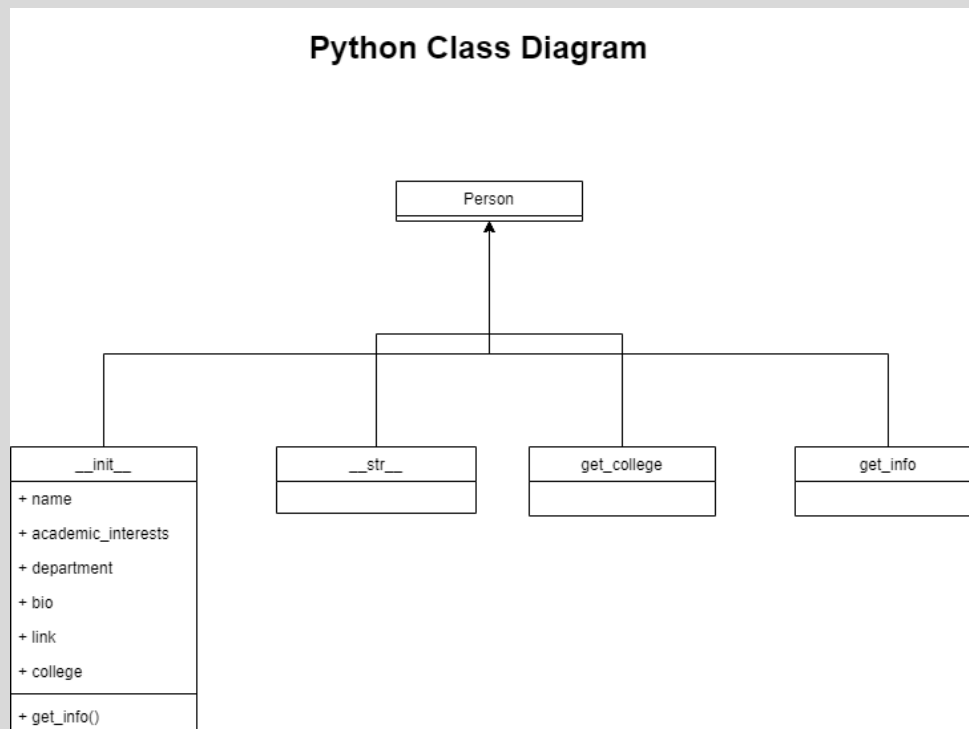 Python Class Diagram
Person
__init__
+ name
+ academic_interests
+ department
+ bio
+ link
+ college
+ get_info()
__str__
get_college
get_info